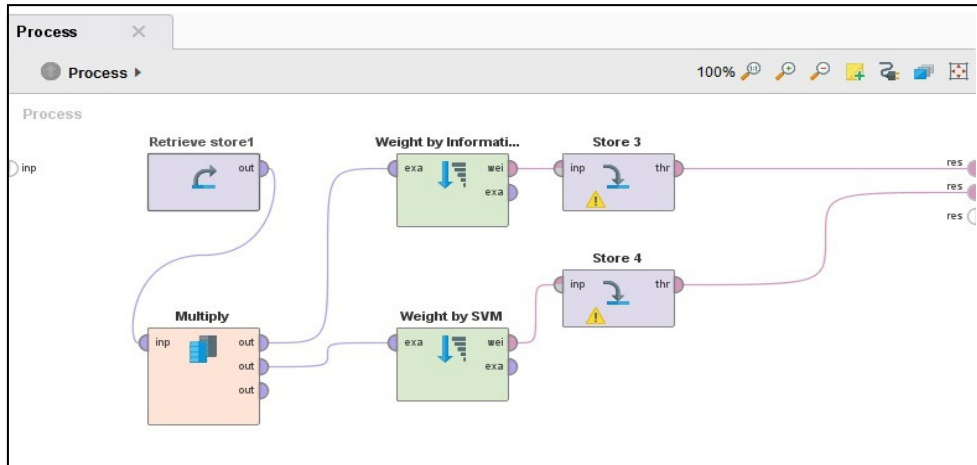 Process
Process
100%
Process
Retrieve store1
Weight by Informati...
Store 3
inp
out
exa
wei
exa
inp
thr
res
res
res
Store 4
inp
thr
Multiply
inp
out
out
out
Weight by SVM
exa
wei
exa